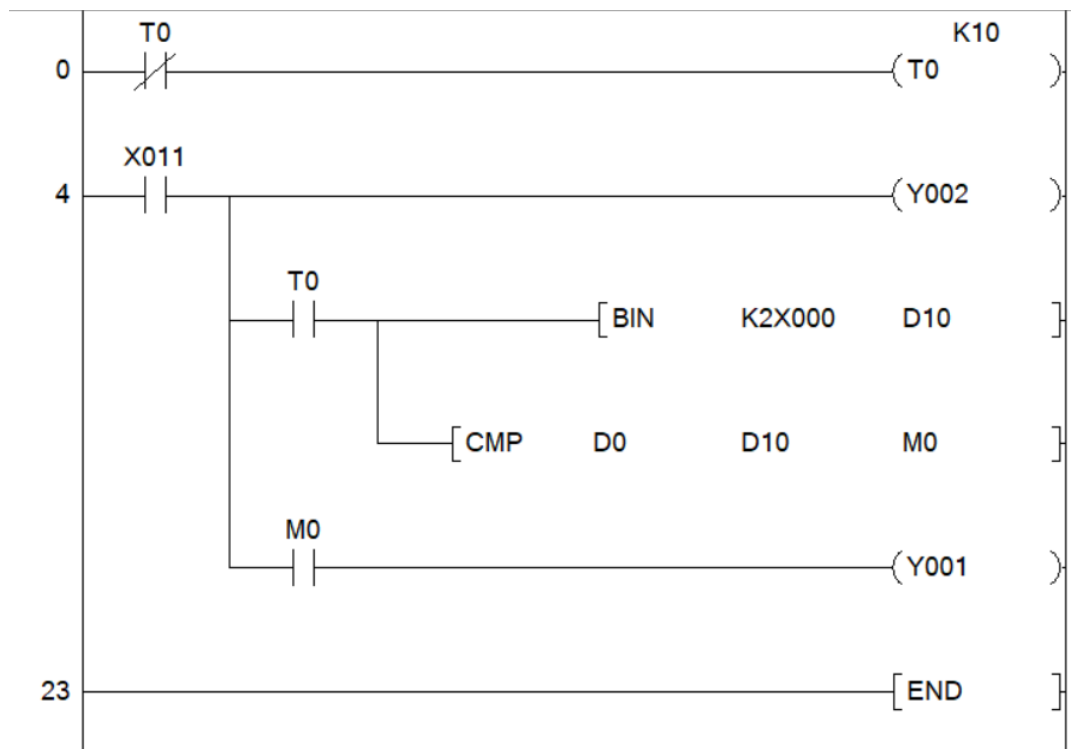 T0 K10
0 T0
X011
4 Y002
T0
BIN K2X000 D10
CMP D0 D10 M0
M0
Y001
23 END